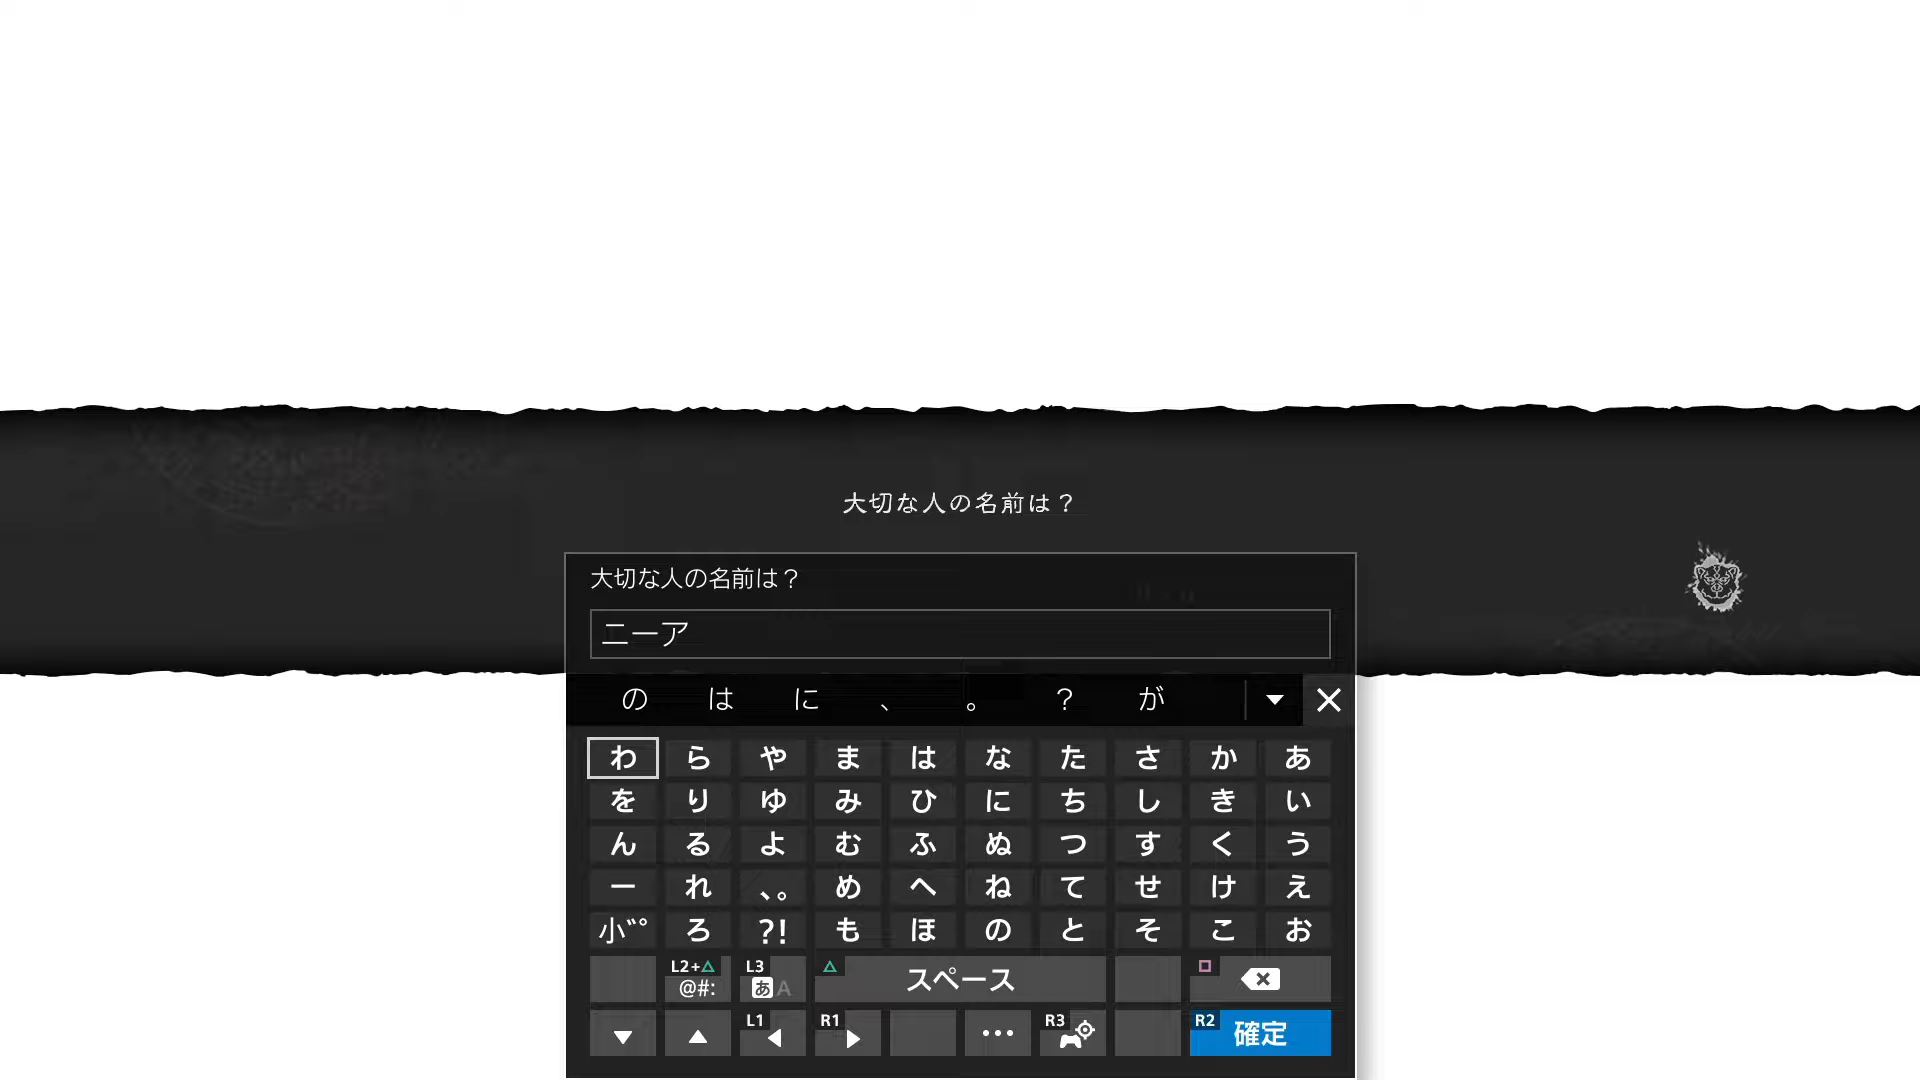 大切な人の名前は？
大切な人の名前は？
ニーア
の は に 、 。 ？ が
わ ら や ま は な た さ か あ
を り ゆ み ひ に ち し き い
ん る よ む ふ ぬ つ す く う
ー れ 、。 め へ ね て せ け え
小゛゜ ろ ?! も ほ の と そ こ お
L2+△ @#: L3 あA △ スペース □
L1 R1 ••• R3 R2 確定